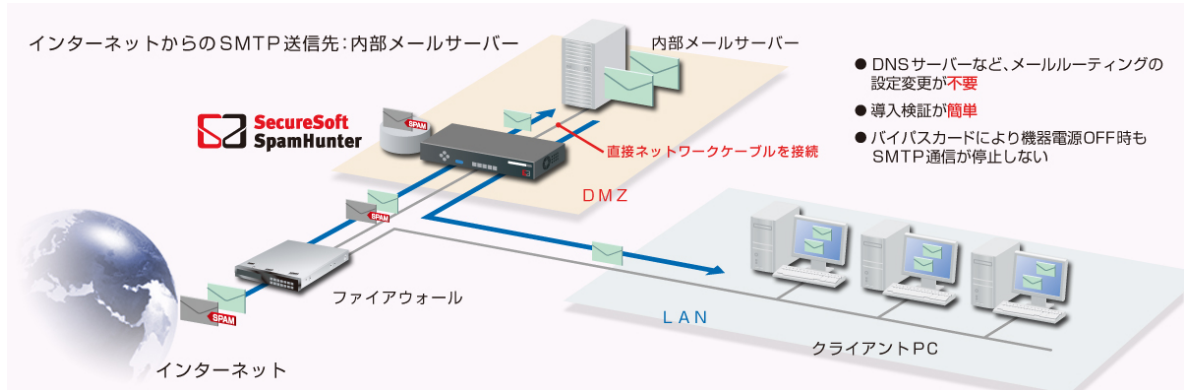 インターネットからのSMTP送信先:内部メールサーバー
内部メールサーバー
● DNSサーバーなど、メールルーティングの
設定変更が不要
● 導入検証が簡単
● バイパスカードにより機器電源OFF時も
SMTP通信が停止しない
SecureSoft
SpamHunter
SPAM
直接ネットワークケーブルを接続
DMZ
SPAM
ファイアウォール
SPAM
LAN
インターネット
クライアントPC